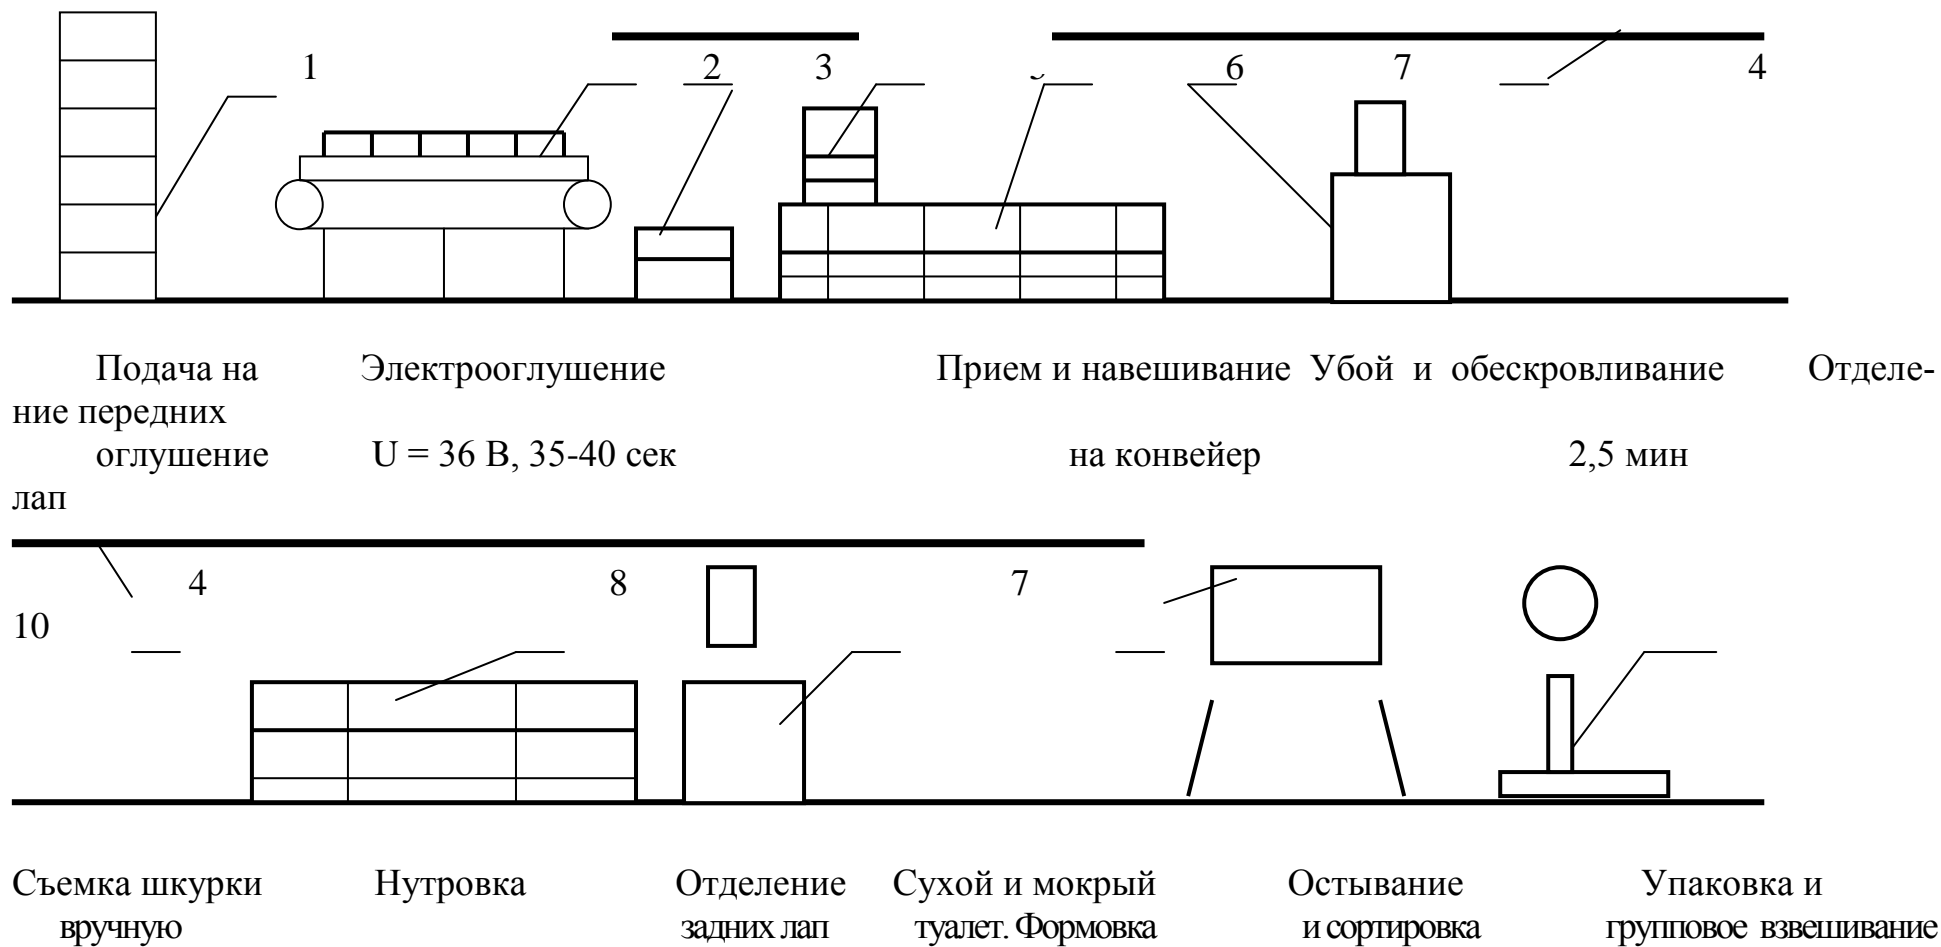 1 2 3 6 7 4
Подача на Электрооглушение Прием и навешивание Убой и обескровливание Отделе-
ние передних
оглушение U = 36 В, 35-40 сек на конвейер 2,5 мин
лап
4 8 7
10
Съемка шкурки Нутровка Отделение Сухой и мокрый Остывание Упаковка и
вручную задних лап туалет. Формовка и сортировка групповое взвешивание